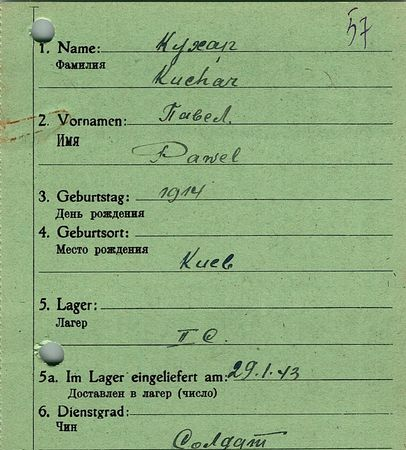 57
1. Name: Кухар
Фамилия
Kuchar
2. Vornamen: Павел.
Имя
Pawel
3. Geburtstag: 1914
День рождения
4. Geburtsort:
Место рождения
Киев
5. Lager:
Лагерь
5a. Im Lager eingeliefert am: 29.1.43
Доставлен в лагер (число)
6. Dienstgrad:
Чин
Солдат